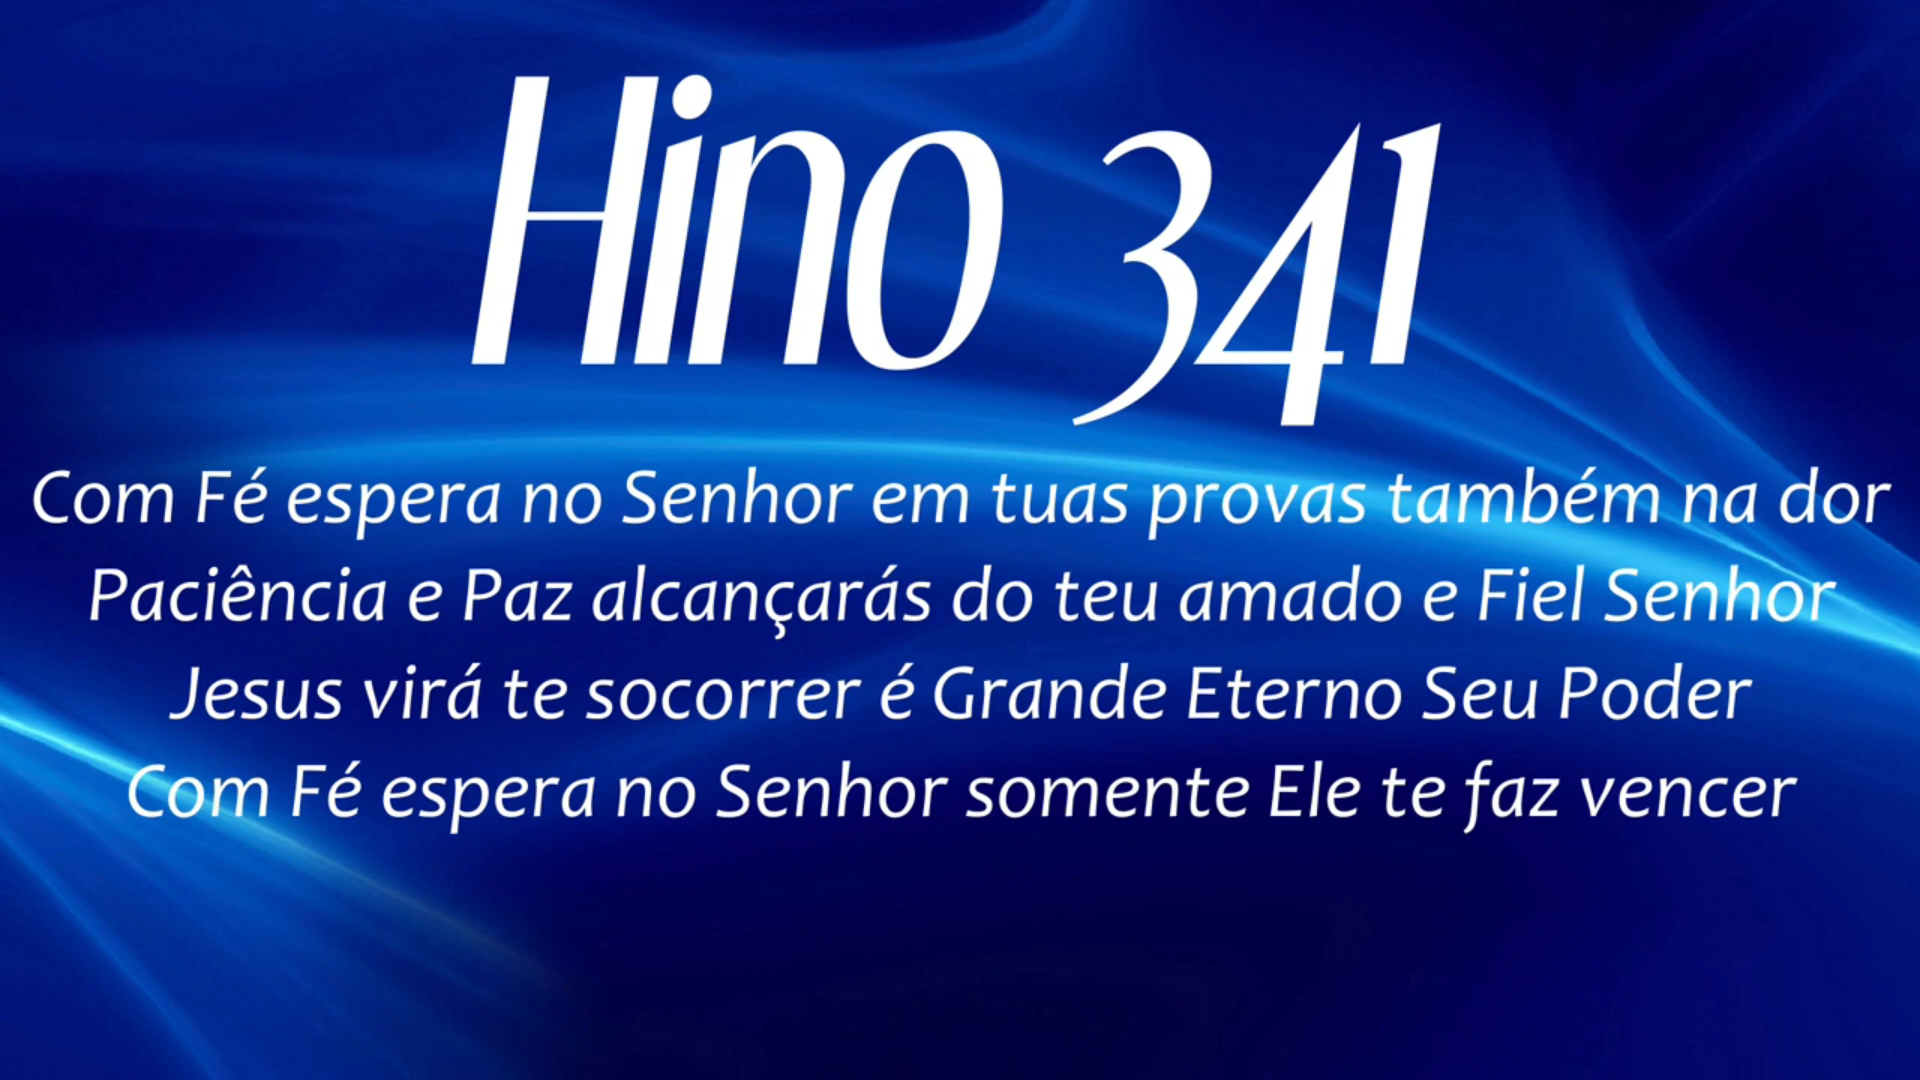 Hino 341
Com Fé espera no Senhor em tuas provas também na dor
Paciência e Paz alcançarás do teu amado e Fiel Senhor
Jesus virá te socorrer é Grande Eterno Seu Poder
Com Fé espera no Senhor somente Ele te faz vencer